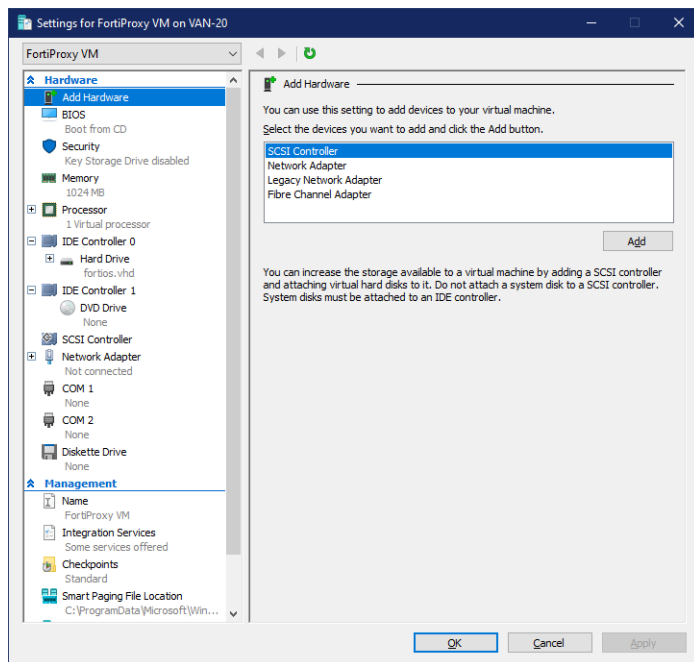 Settings for FortiProxy VM on VAN-20
FortiProxy VM
Hardware
Add Hardware
BIOS
Boot from CD
Security
Key Storage Drive disabled
Memory
1024 MB
Processor
1 Virtual processor
IDE Controller 0
Hard Drive
fortios.vhd
IDE Controller 1
DVD Drive
None
SCSI Controller
Network Adapter
Not connected
COM 1
None
COM 2
None
Diskette Drive
None
Management
Name
FortiProxy VM
Integration Services
Some services offered
Checkpoints
Standard
Smart Paging File Location
C:\ProgramData\Microsoft\Win...
Add Hardware
You can use this setting to add devices to your virtual machine.
Select the devices you want to add and click the Add button.
SCSI Controller
Network Adapter
Legacy Network Adapter
Fibre Channel Adapter
Add
You can increase the storage available to a virtual machine by adding a SCSI controller
and attaching virtual hard disks to it. Do not attach a system disk to a SCSI controller.
System disks must be attached to an IDE controller.
OK
Cancel
Apply